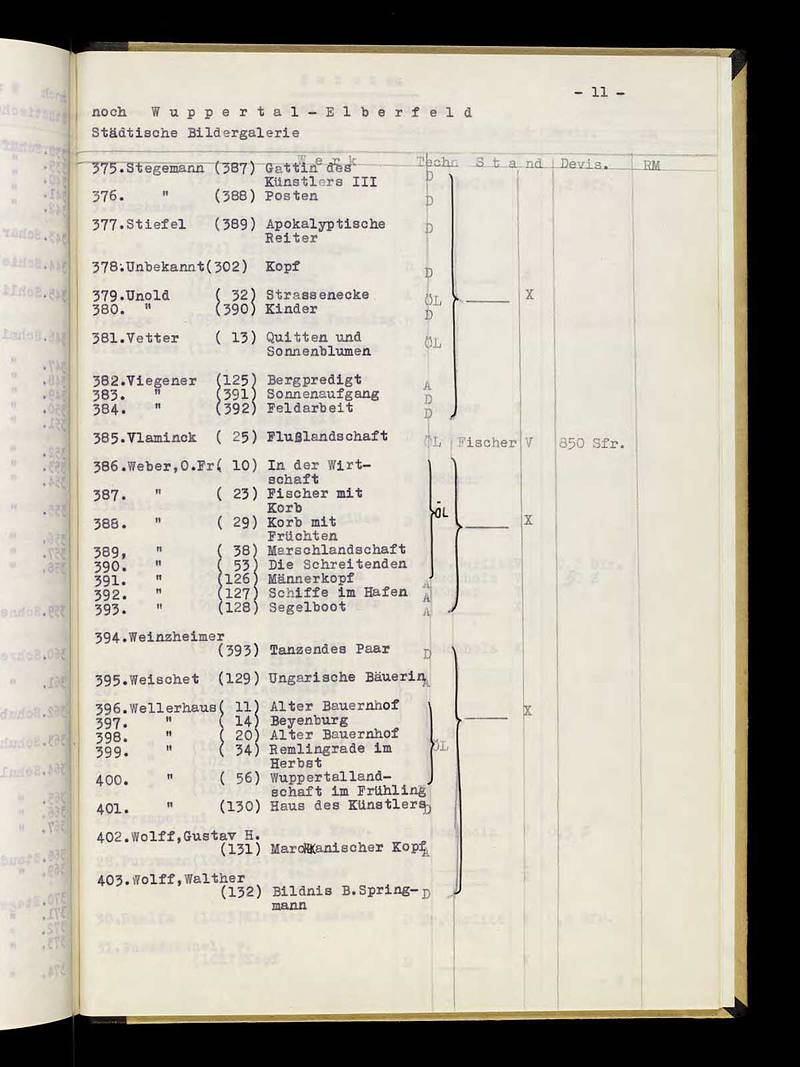 - 11 -
noch W u p p e r t a l - E l b e r f e l d
Städtische Bildergalerie
W e r k Techn S t a nd Devis. RM
375.Stegemann (387) Gattin des D
Künstlers III
376. " (388) Posten D
377.Stiefel (389) Apokalyptische D
Reiter
378.Unbekannt(302) Kopf D
379.Unold ( 32) Strassenecke ÖL X
380. " (390) Kinder D
381.Vetter ( 13) Quitten und ÖL
Sonnenblumen
382.Viegener (125) Bergpredigt A
383. " (391) Sonnenaufgang D
384. " (392) Feldarbeit D
385.Vlaminck ( 25) Flußlandschaft ÖL Fischer V 850 Sfr.
386.Weber,O.Fr( 10) In der Wirt-
schaft
387. " ( 23) Fischer mit
Korb ÖL
388. " ( 29) Korb mit X
Früchten
389, " ( 38) Marschlandschaft
390. " ( 53) Die Schreitenden
391. " (126) Männerkopf A
392. " (127) Schiffe im Hafen A
393. " (128) Segelboot A
394.Weinzheimer
(393) Tanzendes Paar D
395.Weischet (129) Ungarische Bäuerin A
396.Wellerhaus( 11) Alter Bauernhof X
397. " ( 14) Beyenburg
398. " ( 20) Alter Bauernhof
399. " ( 34) Remlingrade im ÖL
Herbst
400. " ( 56) Wuppertalland-
schaft im Frühling
401. " (130) Haus des Künstlers D
402.Wolff,Gustav H.
(131) Marokkanischer Kopf A
403.Wolff,Walther
(132) Bildnis B.Spring- D
mann